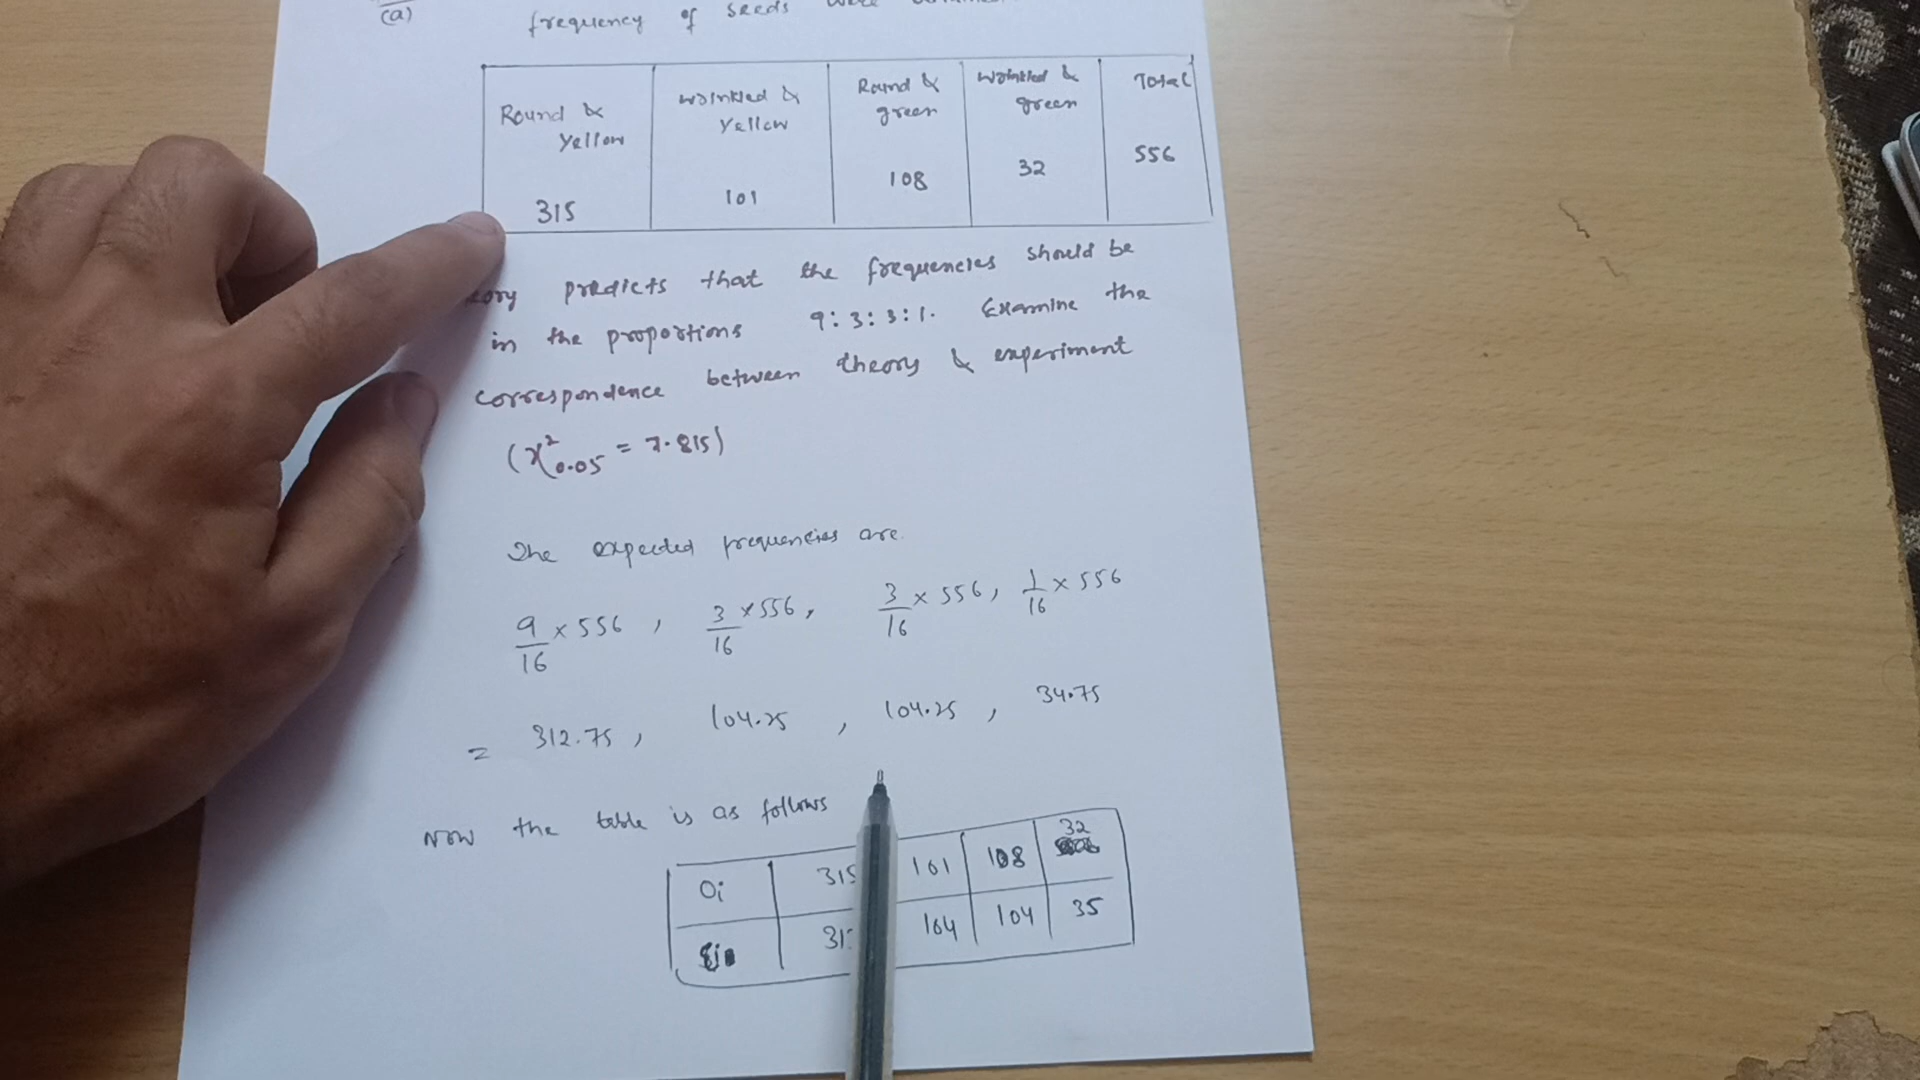 (a) frequency of seeds were
Round & yellow
wrinkled & yellow
Round & green
wrinkled & green
Total
315
101
108
32
556
eory predicts that the frequencies should be
in the proportions 9:3:3:1. Examine the
correspondence between theory & experiment
(χ²0.05 = 7.815)
The expected frequencies are
9/16 × 556 , 3/16 × 556 , 3/16 × 556 , 1/16 × 556
= 312.75 , 104.25 , 104.25 , 34.75
Now the table is as follows
Oi 315 101 108 32
31 104 104 35